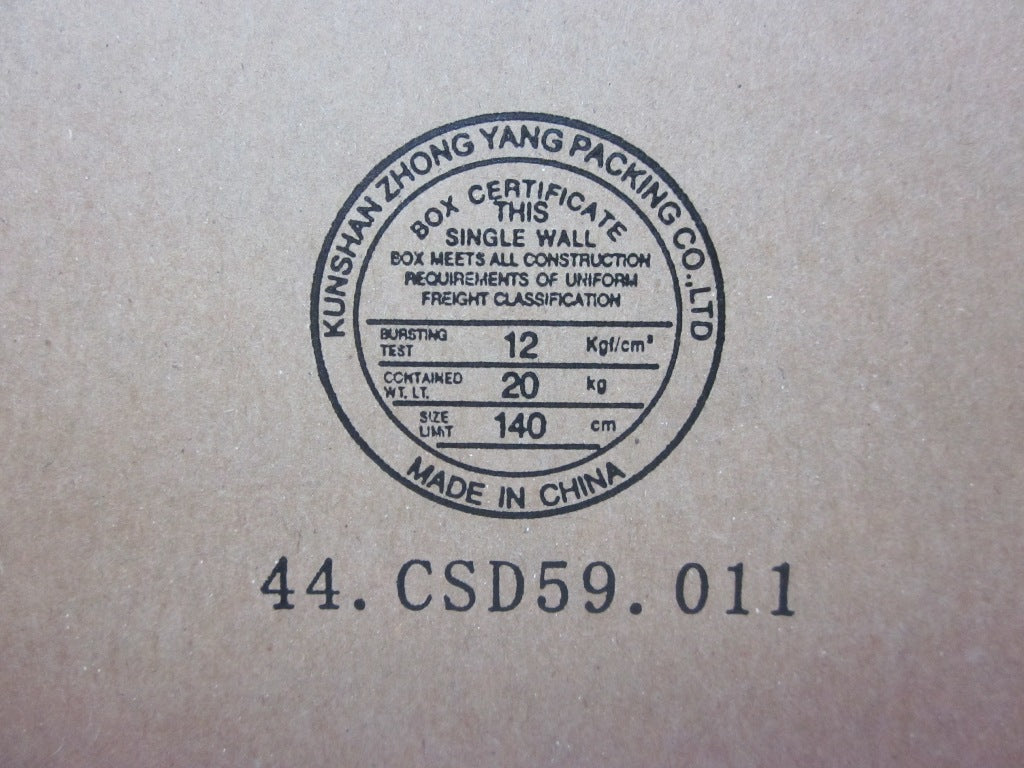 KUNSHAN ZHONG YANG PACKING CO.,LTD
BOX CERTIFICATE
THIS
SINGLE WALL
BOX MEETS ALL CONSTRUCTION
REQUIREMENTS OF UNIFORM
FREIGHT CLASSIFICATION
BURSTING TEST 12 Kgf/cm²
CONTAINED WT. LT. 20 kg
SIZE LIMIT 140 cm
MADE IN CHINA
44.CSD59.011